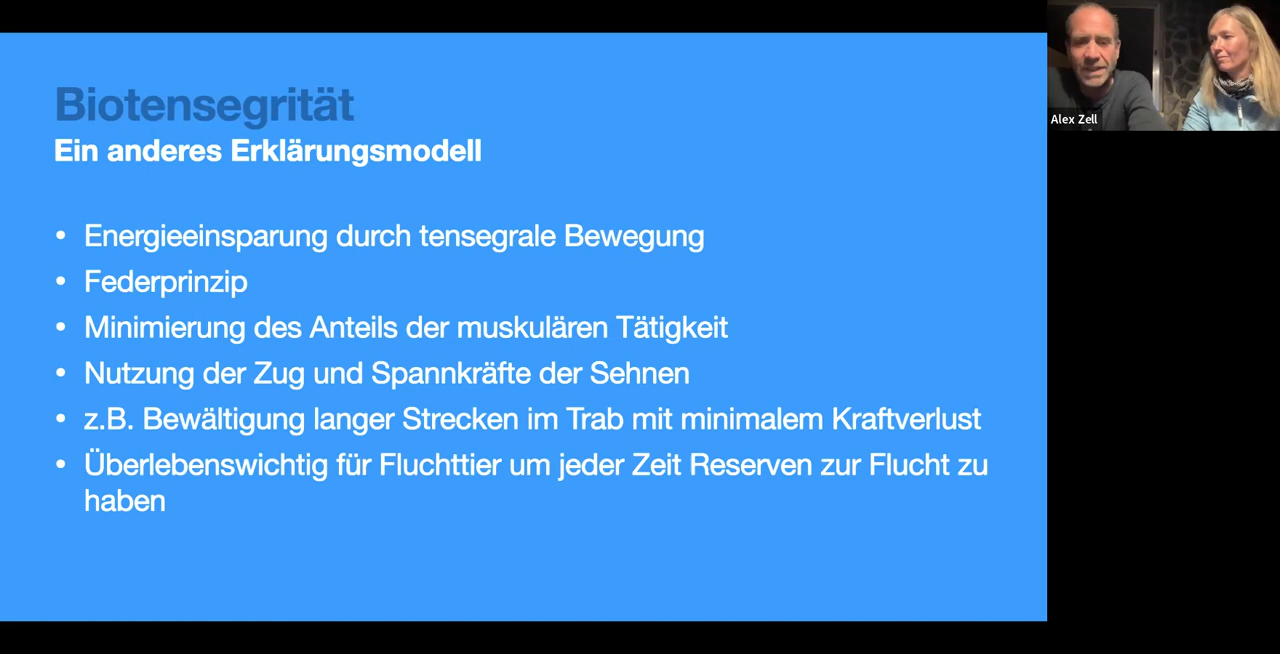 Biotensegrität
Ein anderes Erklärungsmodell
• Energieeinsparung durch tensegrale Bewegung
• Federprinzip
• Minimierung des Anteils der muskulären Tätigkeit
• Nutzung der Zug und Spannkräfte der Sehnen
• z.B. Bewältigung langer Strecken im Trab mit minimalem Kraftverlust
• Überlebenswichtig für Fluchttier um jeder Zeit Reserven zur Flucht zu
haben
Alex Zell